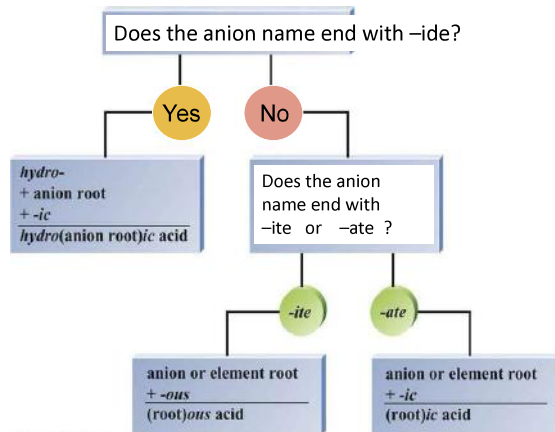 Does the anion name end with –ide?
Yes
No
hydro-
+ anion root
+ -ic
hydro(anion root)ic acid
Does the anion
name end with
–ite or –ate ?
-ite
-ate
anion or element root
+ -ous
(root)ous acid
anion or element root
+ -ic
(root)ic acid